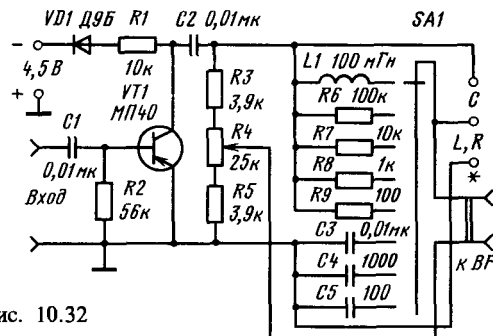 VD1 Д9Б R1 C2 0,01мк SA1
−
4,5 В 10к L1 100 мГн
+ VT1 R3 R6 100к
МП40 3,9к C
C1 R4 R7 10к
L, R
0,01мк 25к R8 1к
*
Вход R2 R5 R9 100
56к 3,9к C3 0,01мк
C4 1000 к ВГ
C5 100
ис. 10.32